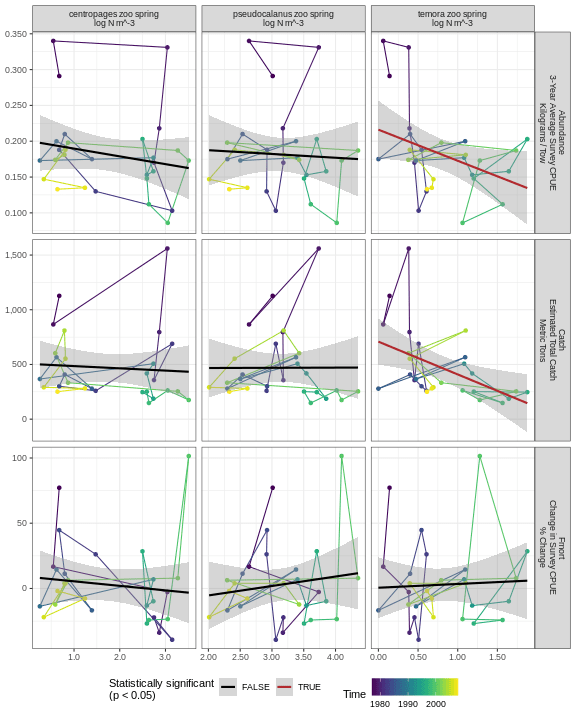 centropages zoo spring
log N m^-3
pseudocalanus zoo spring
log N m^-3
temora zoo spring
log N m^-3
0.350
0.300
0.250
0.200
0.150
0.100
Abundance
3-Year Average Survey CPUE
Kilograms / Tow
1,500
1,000
500
0
Catch
Estimated Total Catch
Metric Tons
100
50
0
Fmort
Change in Survey CPUE
% Change
1.0
2.0
3.0
2.00
2.50
3.00
3.50
4.00
0.00
0.50
1.00
1.50
Statistically significant
(p < 0.05)
FALSE
TRUE
Time
1980
1990
2000